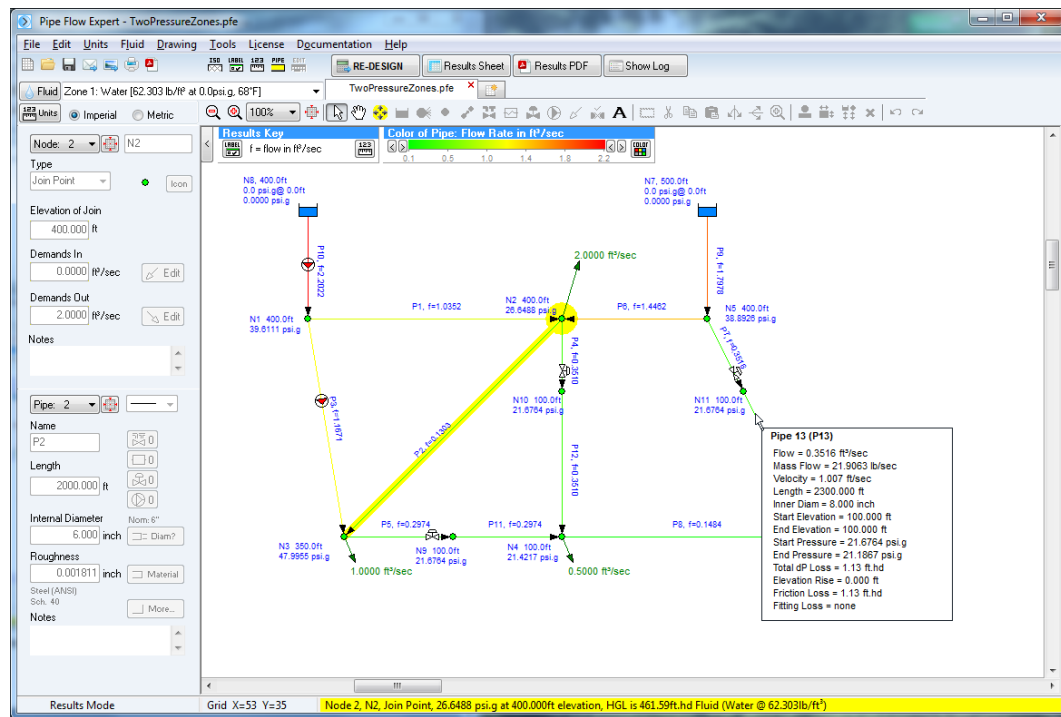 Pipe Flow Expert - TwoPressureZones.pfe
File Edit Units Fluid Drawing Tools License Documentation Help
ISO LABEL 123 PIPE EDIT
RE-DESIGN Results Sheet Results PDF Show Log
Fluid Zone 1: Water [62.303 lb/ft³ at 0.0psi.g, 68°F]
TwoPressureZones.pfe
123 Units Imperial Metric
100%
A
Node: 2
N2
Type
Join Point
Icon
Elevation of Join
400.000 ft
Demands In
0.0000 ft³/sec Edit
Demands Out
2.0000 ft³/sec Edit
Notes
Pipe: 2
Name
P2
0
0
0
0
Length
2000.000 ft
Internal Diameter Nom: 6"
6.000 inch Diam?
Roughness
0.001811 inch Material
Steel (ANSI)
Sch. 40
More...
Notes
Results Key
LABEL f = flow in ft³/sec 123
Color of Pipe: Flow Rate in ft³/sec
0.1 0.5 1.0 1.4 1.8 2.2
COLOR
N8, 400.0ft
0.0 psi.g@ 0.0ft
0.0000 psi.g
N7, 500.0ft
0.0 psi.g@ 0.0ft
0.0000 psi.g
P10, f=2.2022
P9, f=1.7978
2.0000 ft³/sec
N1 400.0ft
39.6111 psi.g
P1, f=1.0352
N2 400.0ft
26.6488 psi.g
P6, f=1.4462
N5 400.0ft
38.8926 psi.g
P3, f=1.1671
P2, f=0.1303
P4, f=0.3510
P7, f=0.3516
N10 100.0ft
21.6764 psi.g
N11 100.0ft
21.6764 psi.g
P12, f=0.3510
Pipe 13 (P13)
Flow = 0.3516 ft³/sec
Mass Flow = 21.9063 lb/sec
Velocity = 1.007 ft/sec
Length = 2300.000 ft
Inner Diam = 8.000 inch
Start Elevation = 100.000 ft
End Elevation = 100.000 ft
Start Pressure = 21.6764 psi.g
End Pressure = 21.1867 psi.g
Total dP Loss = 1.13 ft.hd
Elevation Rise = 0.000 ft
Friction Loss = 1.13 ft.hd
Fitting Loss = none
N3 350.0ft
47.9955 psi.g
P5, f=0.2974
N9 100.0ft
21.6764 psi.g
P11, f=0.2974
N4 100.0ft
21.4217 psi.g
P8, f=0.1484
1.0000 ft³/sec
0.5000 ft³/sec
Results Mode
Grid X=53 Y=35
Node 2, N2, Join Point, 26.6488 psi.g at 400.000ft elevation, HGL is 461.59ft.hd Fluid (Water @ 62.303lb/ft³)